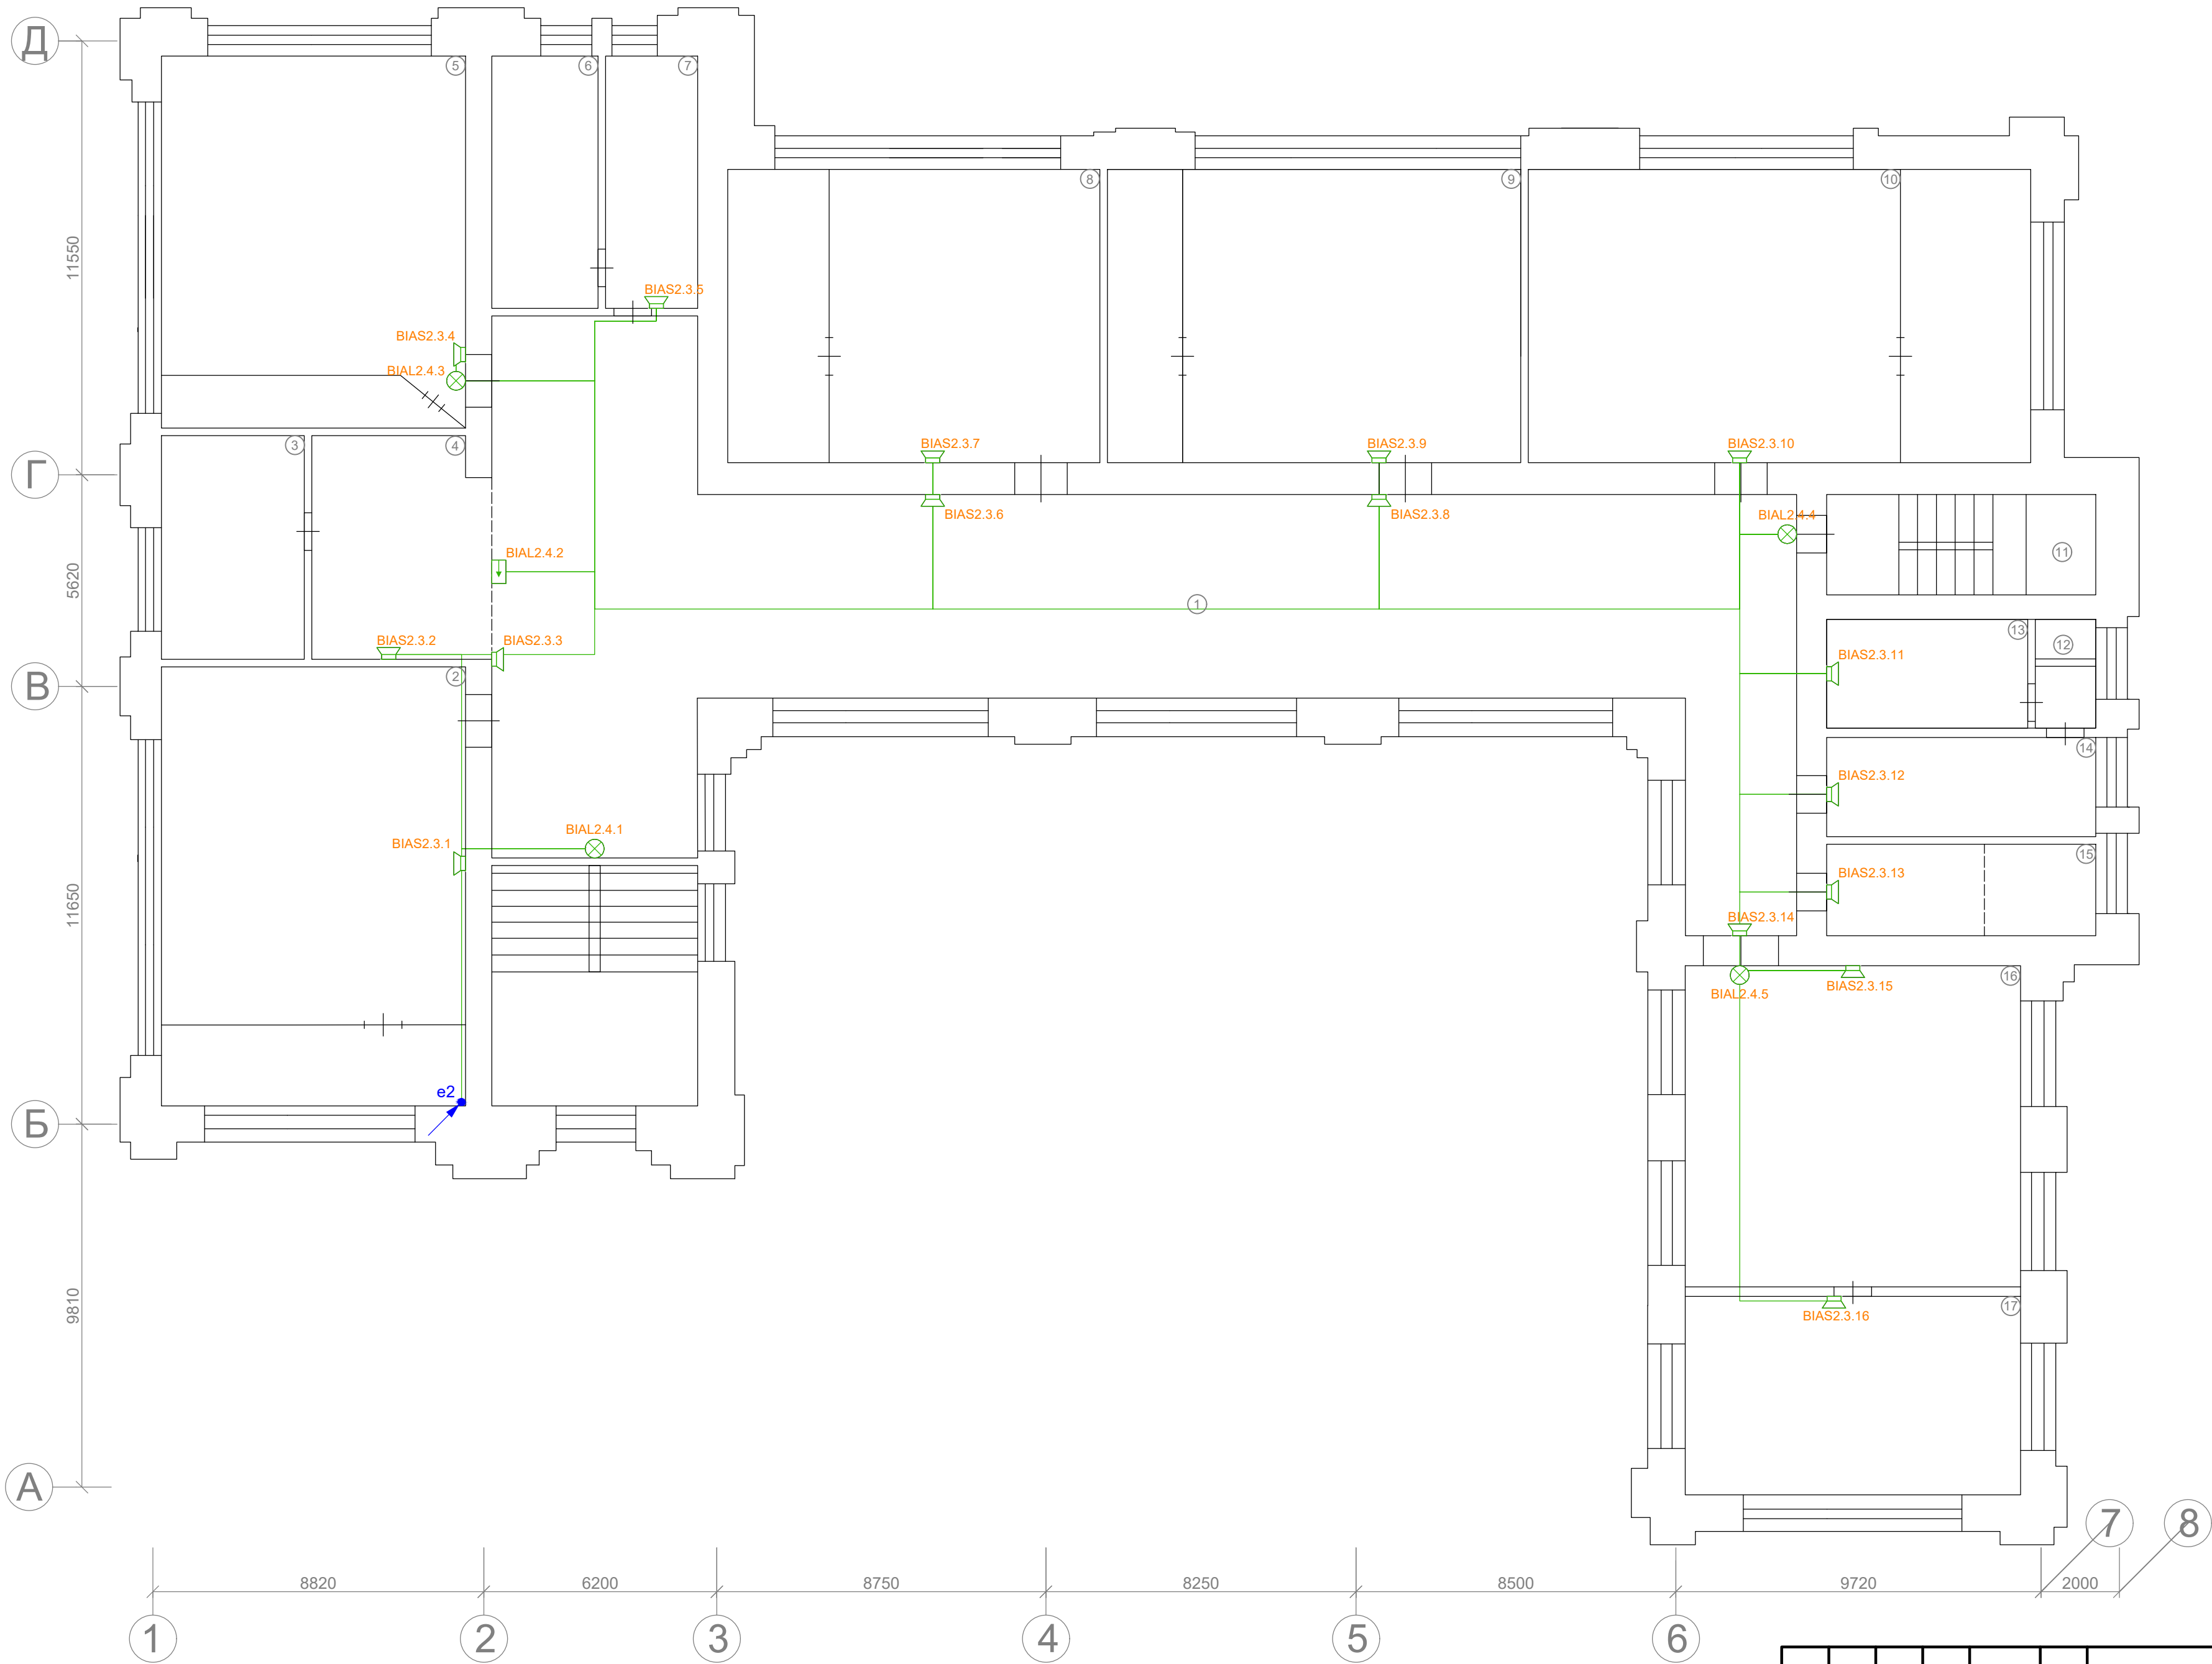 Д
5
6
7
8
9
10
11550
BIAS2.3.5
BIAS2.3.4
BIAL2.4.3
3
4
BIAS2.3.7
BIAS2.3.9
BIAS2.3.10
Г
BIAS2.3.6
BIAS2.3.8
BIAL2.4.4
BIAL2.4.2
11
5620
1
BIAS2.3.2
BIAS2.3.3
13
12
BIAS2.3.11
В
2
14
BIAS2.3.12
BIAL2.4.1
BIAS2.3.1
15
BIAS2.3.13
11650
BIAS2.3.14
16
BIAL2.4.5
BIAS2.3.15
e2
Б
9810
17
BIAS2.3.16
А
7
8
8820
6200
8750
8250
8500
9720
2000
1
2
3
4
5
6